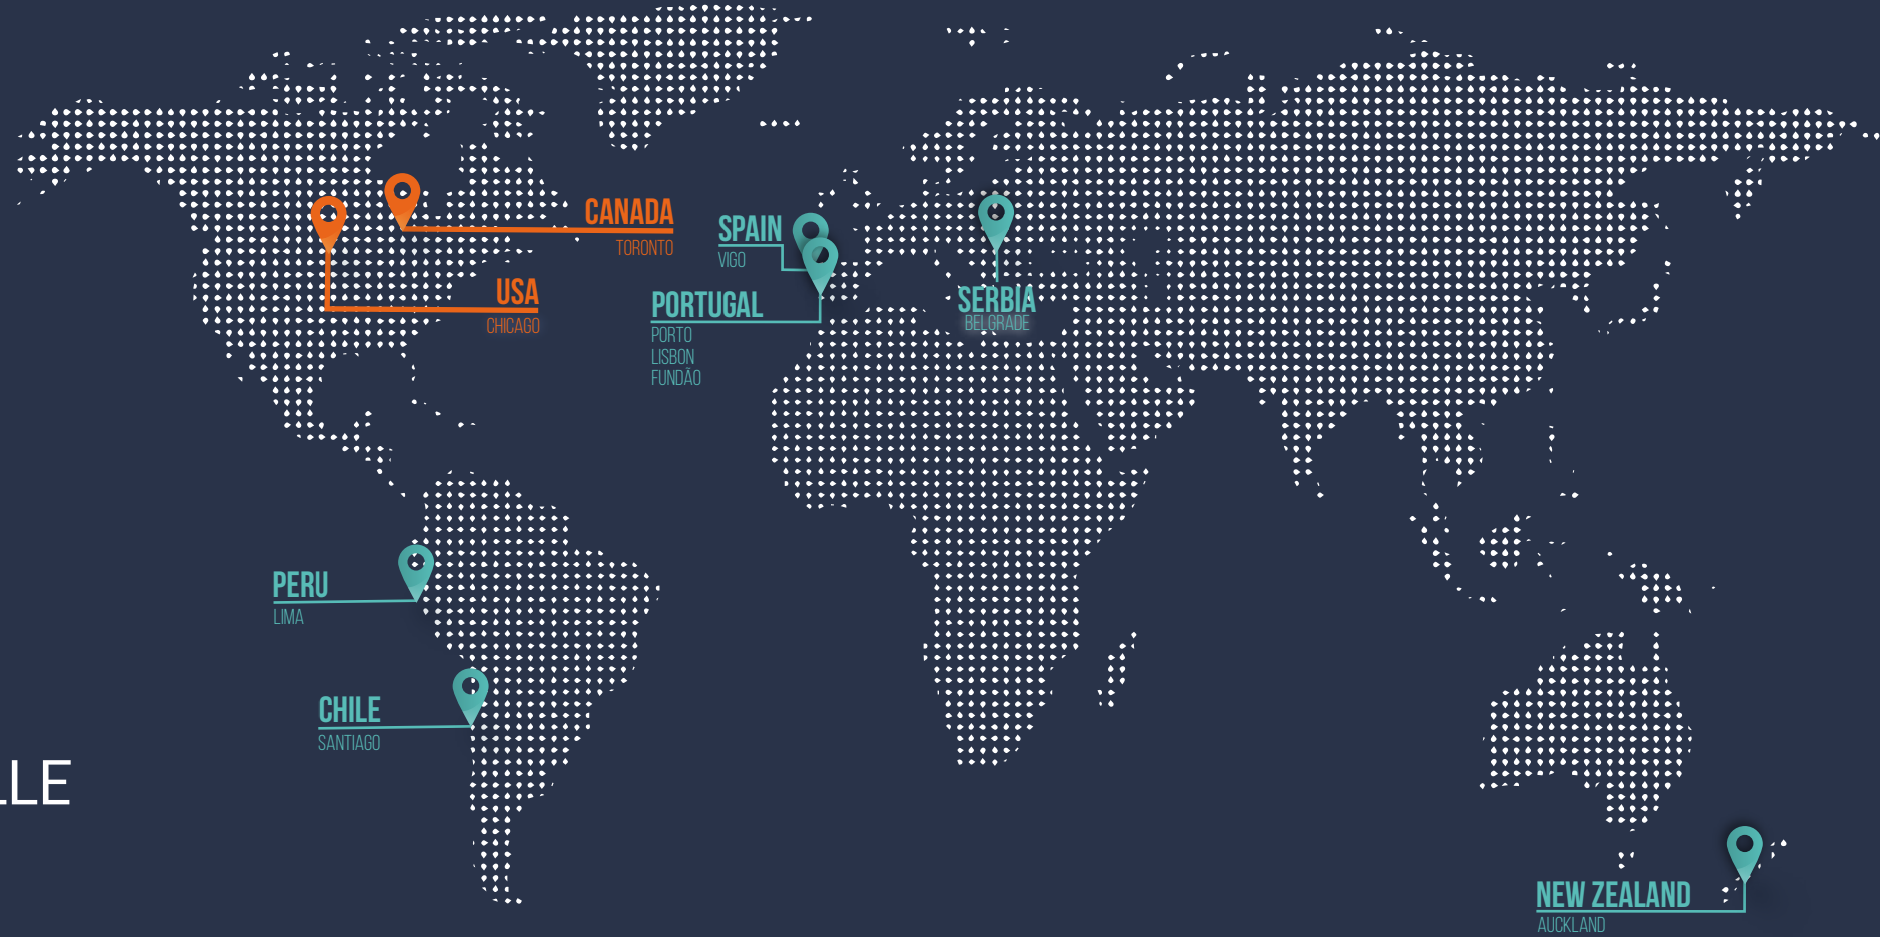 CANADA
TORONTO
USA
CHICAGO
SPAIN
VIGO
PORTUGAL
PORTO
LISBON
FUNDÃO
SERBIA
BELGRADE
PERU
LIMA
CHILE
SANTIAGO
LLE
NEW ZEALAND
AUCKLAND